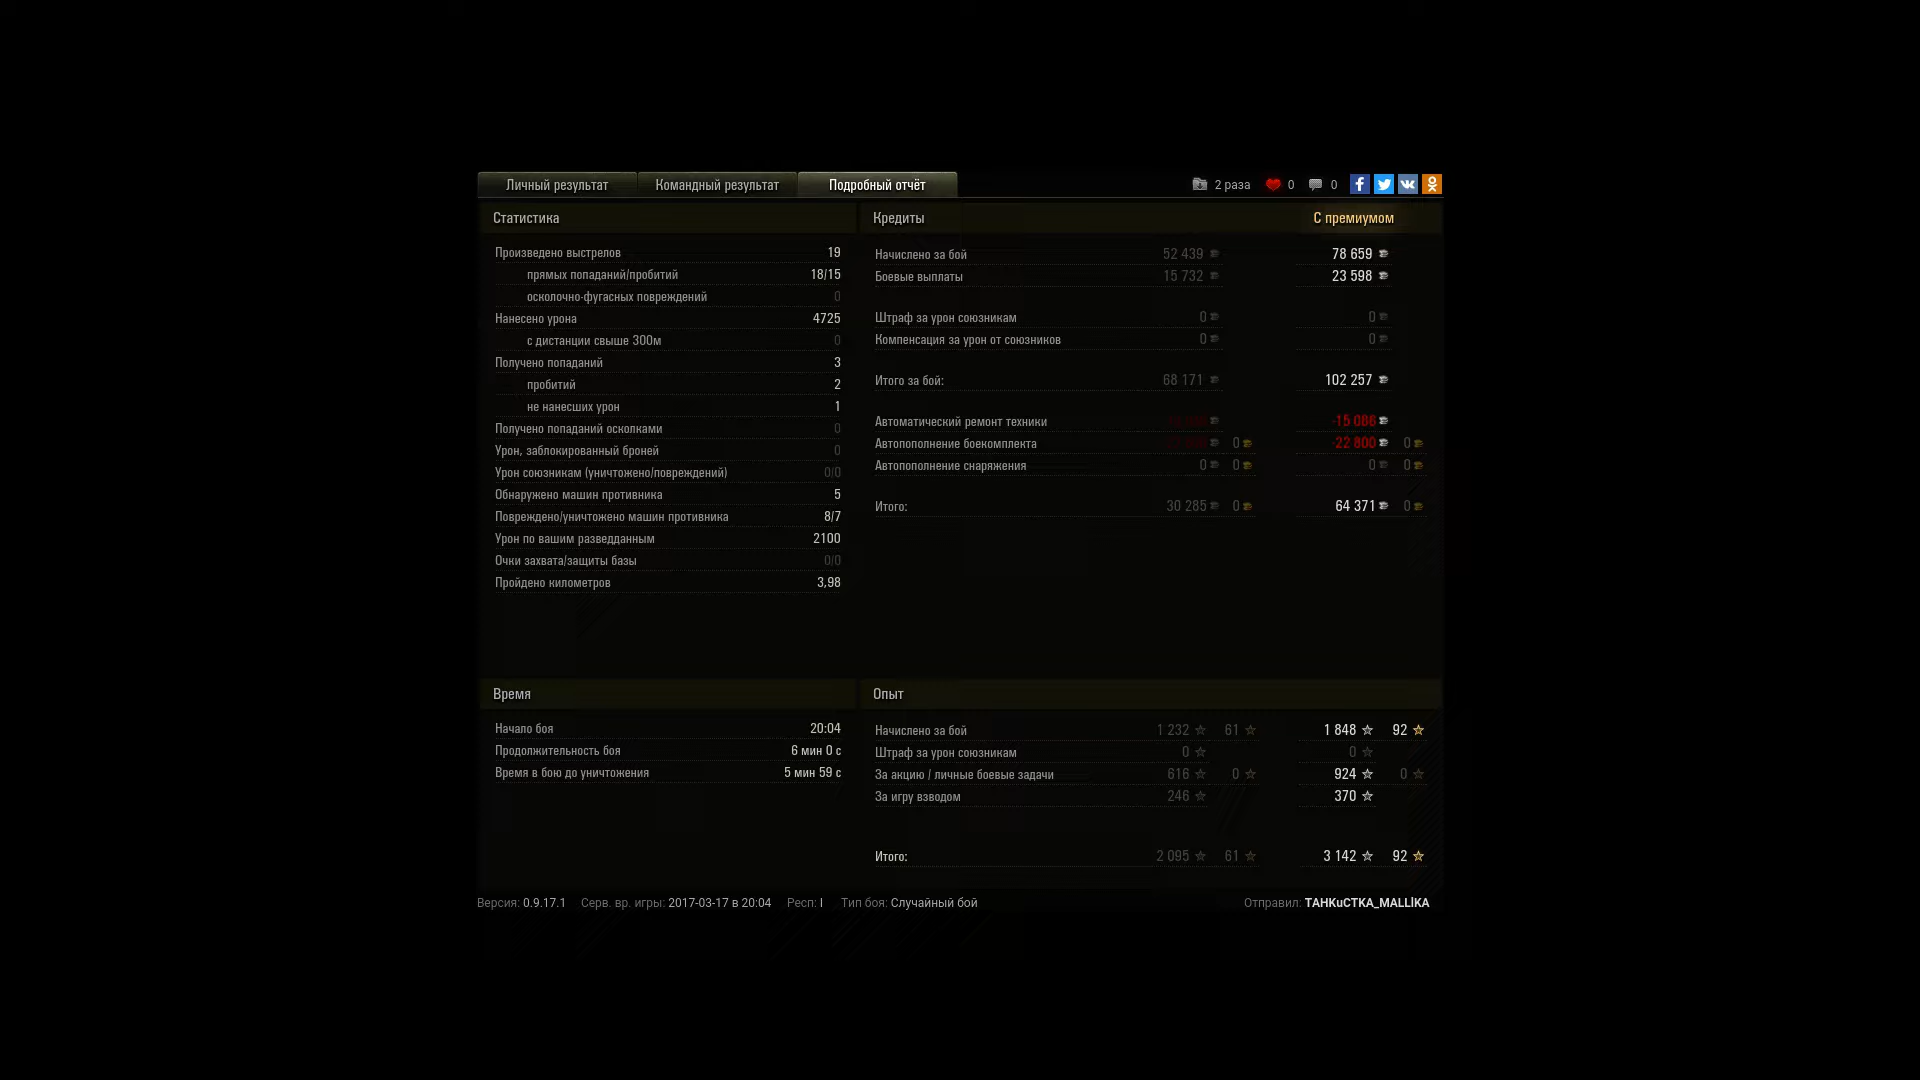 Личный результат Командный результат Подробный отчёт 2 раза 0 0
Статистика
Произведено выстрелов 19
прямых попаданий/пробитий 18/15
осколочно-фугасных повреждений 0
Нанесено урона 4725
с дистанции свыше 300м 0
Получено попаданий 3
пробитий 2
не нанесших урон 1
Получено попаданий осколками 0
Урон, заблокированный броней 0
Урон союзникам (уничтожено/повреждений) 0/0
Обнаружено машин противника 5
Повреждено/уничтожено машин противника 8/7
Урон по вашим разведданным 2100
Очки захвата/защиты базы 0/0
Пройдено километров 3,98
Кредиты С премиумом
Начислено за бой 52 439 78 659
Боевые выплаты 15 732 23 598
Штраф за урон союзникам 0 0
Компенсация за урон от союзников 0 0
Итого за бой: 68 171 102 257
Автоматический ремонт техники -15 086
Автопополнение боекомплекта 0 -22 800 0
Автопополнение снаряжения 0 0 0 0
Итого: 30 285 0 64 371 0
Время
Начало боя 20:04
Продолжительность боя 6 мин 0 с
Время в бою до уничтожения 5 мин 59 с
Опыт
Начислено за бой 1 232 61 1 848 92
Штраф за урон союзникам 0 0
За акцию / личные боевые задачи 616 0 924 0
За игру взводом 246 370
Итого: 2 095 61 3 142 92
Версия: 0.9.17.1 Серв. вр. игры: 2017-03-17 в 20:04 Респ: I Тип боя: Случайный бой Отправил: TAHKuCTKA_MALLlKA